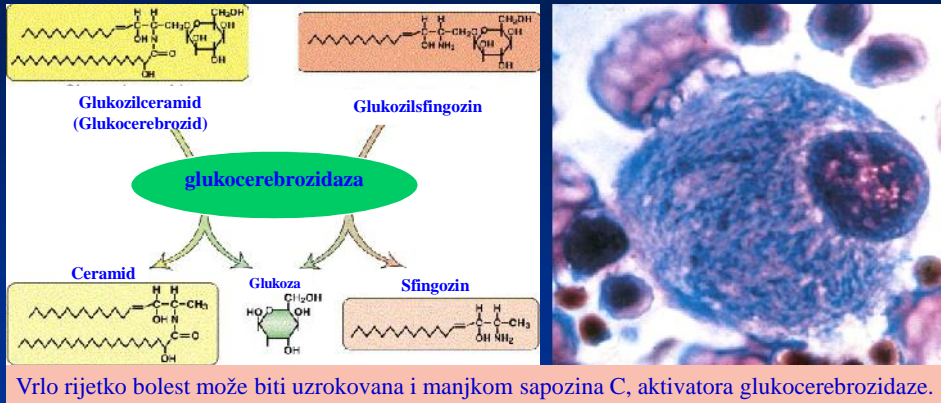 Glukozilceramid
(Glukocerebrozid)
Glukozilsfingozin
glukocerebrozidaza
Ceramid
Glukoza
Sfingozin
Vrlo rijetko bolest može biti uzrokovana i manjkom sapozina C, aktivatora glukocerebrozidaze.